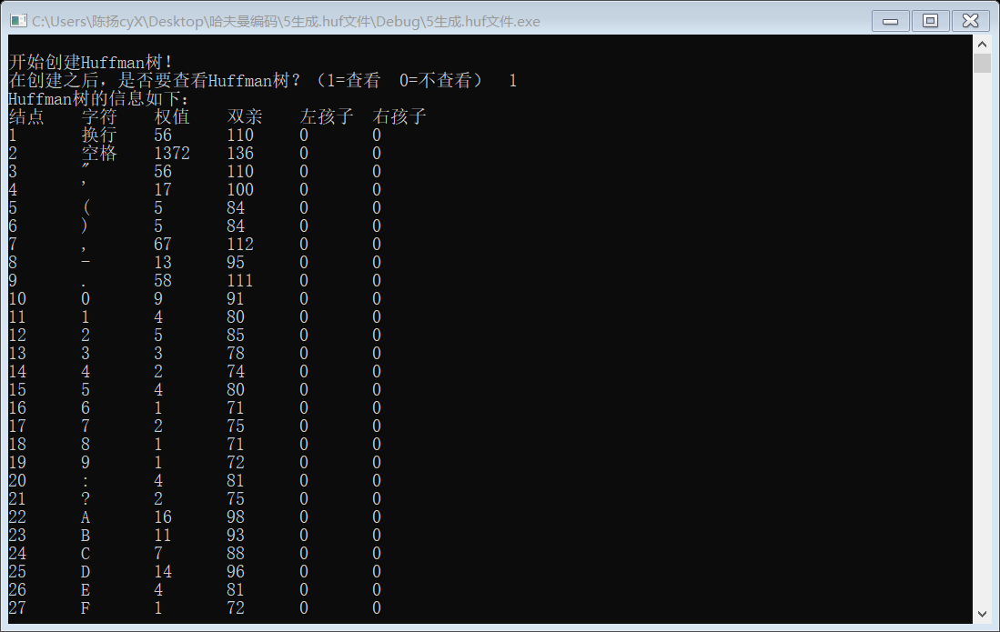 C:\Users\陈扬cyX\Desktop\哈夫曼编码\5生成.huf文件\Debug\5生成.huf文件.exe
开始创建Huffman树!
在创建之后，是否要查看Huffman树？（1=查看  0=不查看）  1
Huffman树的信息如下:
结点 字符 权值 双亲 左孩子 右孩子
1 换行 56 110 0 0
2 空格 1372 136 0 0
3 " 56 110 0 0
4 ' 17 100 0 0
5 ( 5 84 0 0
6 ) 5 84 0 0
7 , 67 112 0 0
8 - 13 95 0 0
9 . 58 111 0 0
10 0 9 91 0 0
11 1 4 80 0 0
12 2 5 85 0 0
13 3 3 78 0 0
14 4 2 74 0 0
15 5 4 80 0 0
16 6 1 71 0 0
17 7 2 75 0 0
18 8 1 71 0 0
19 9 1 72 0 0
20 : 4 81 0 0
21 ? 2 75 0 0
22 A 16 98 0 0
23 B 11 93 0 0
24 C 7 88 0 0
25 D 14 96 0 0
26 E 4 81 0 0
27 F 1 72 0 0